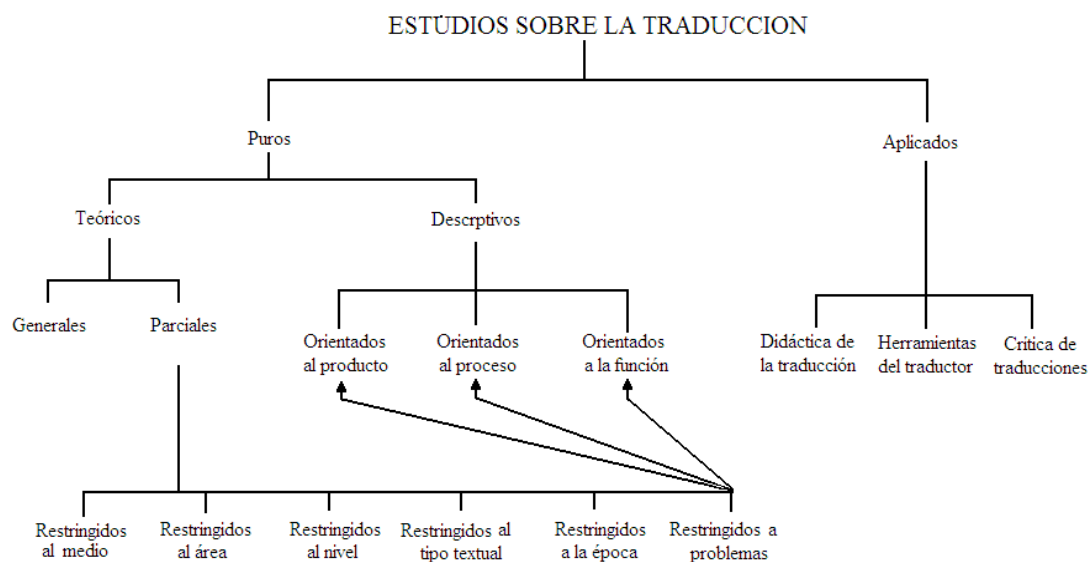 ESTUDIOS SOBRE LA TRADUCCION
Puros
Aplicados
Teóricos
Descrptivos
Generales
Parciales
Orientados
al producto
Orientados
al proceso
Orientados
a la función
Didáctica de
la traducción
Herramientas
del traductor
Critica de
traducciones
Restringidos
al medio
Restringidos
al área
Restringidos
al nivel
Restringidos al
tipo textual
Restringidos
a la época
Restringidos a
problemas